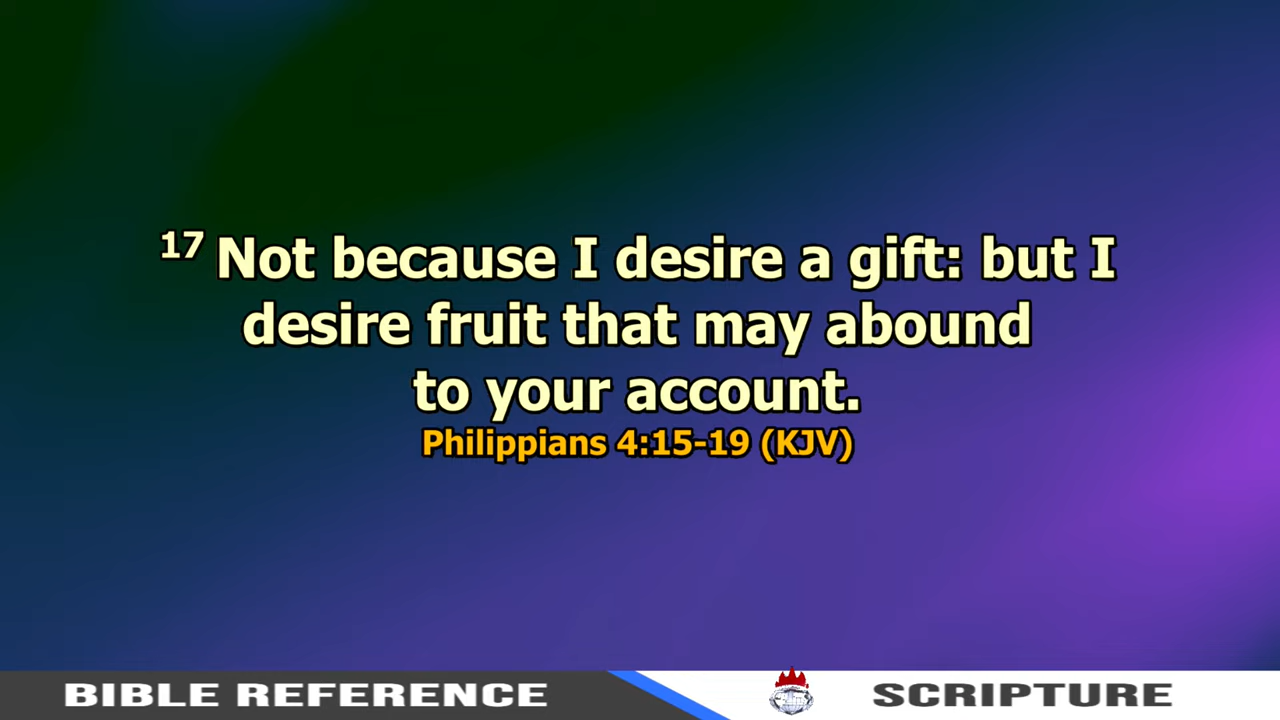 17 Not because I desire a gift: but I
desire fruit that may abound
to your account.
Philippians 4:15-19 (KJV)
BIBLE REFERENCE
SCRIPTURE